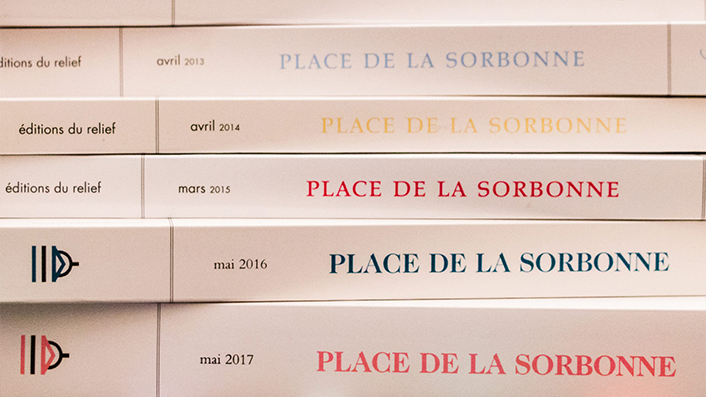 éditions du relief avril 2013 PLACE DE LA SORBONNE
éditions du relief avril 2014 PLACE DE LA SORBONNE
éditions du relief mars 2015 PLACE DE LA SORBONNE
mai 2016 PLACE DE LA SORBONNE
mai 2017 PLACE DE LA SORBONNE